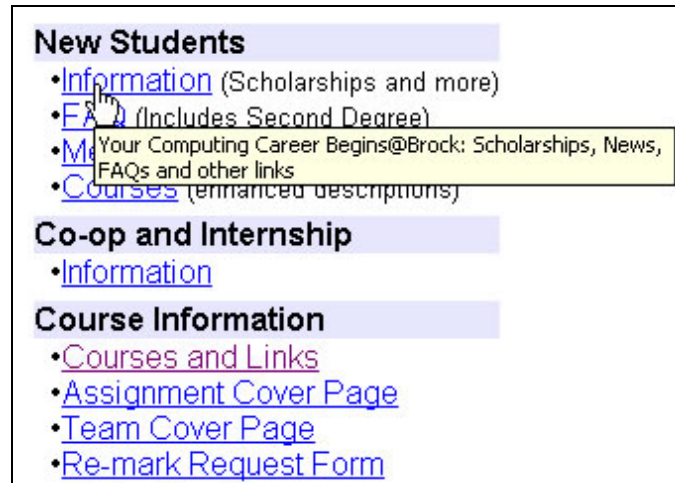 New Students
•Information (Scholarships and more)
•FAQ (Includes Second Degree)
Your Computing Career Begins@Brock: Scholarships, News,
FAQs and other links
•Courses (enhanced descriptions)
Co-op and Internship
•Information
Course Information
•Courses and Links
•Assignment Cover Page
•Team Cover Page
•Re-mark Request Form